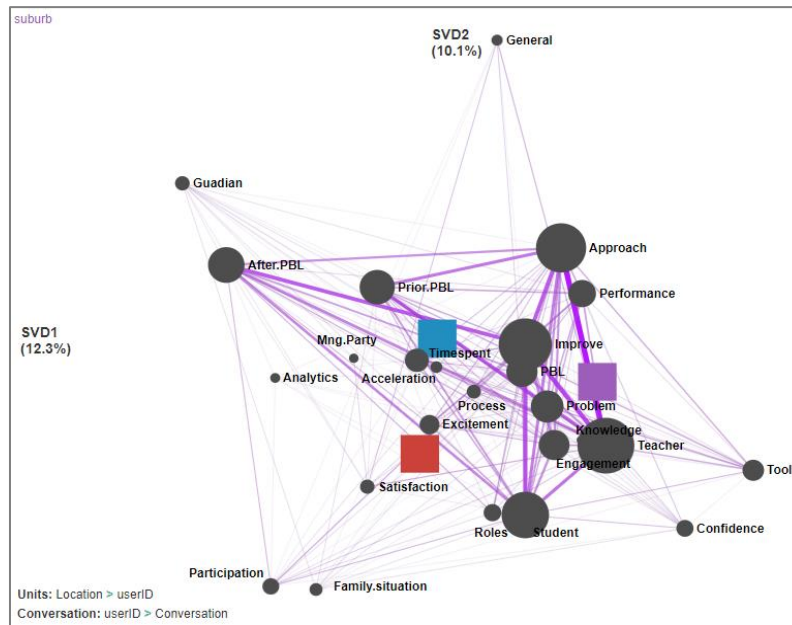 suburb
SVD2
(10.1%)
General
Guadian
Approach
After.PBL
Prior.PBL
Performance
SVD1
(12.3%)
Improve
Mng.Party
Timespent
Analytics
Acceleration
PBL
Process
Problem
Excitement
Knowledge
Teacher
Engagement
Tool
Satisfaction
Roles
Student
Confidence
Participation
Family.situation
Units: Location > userID
Conversation: userID > Conversation